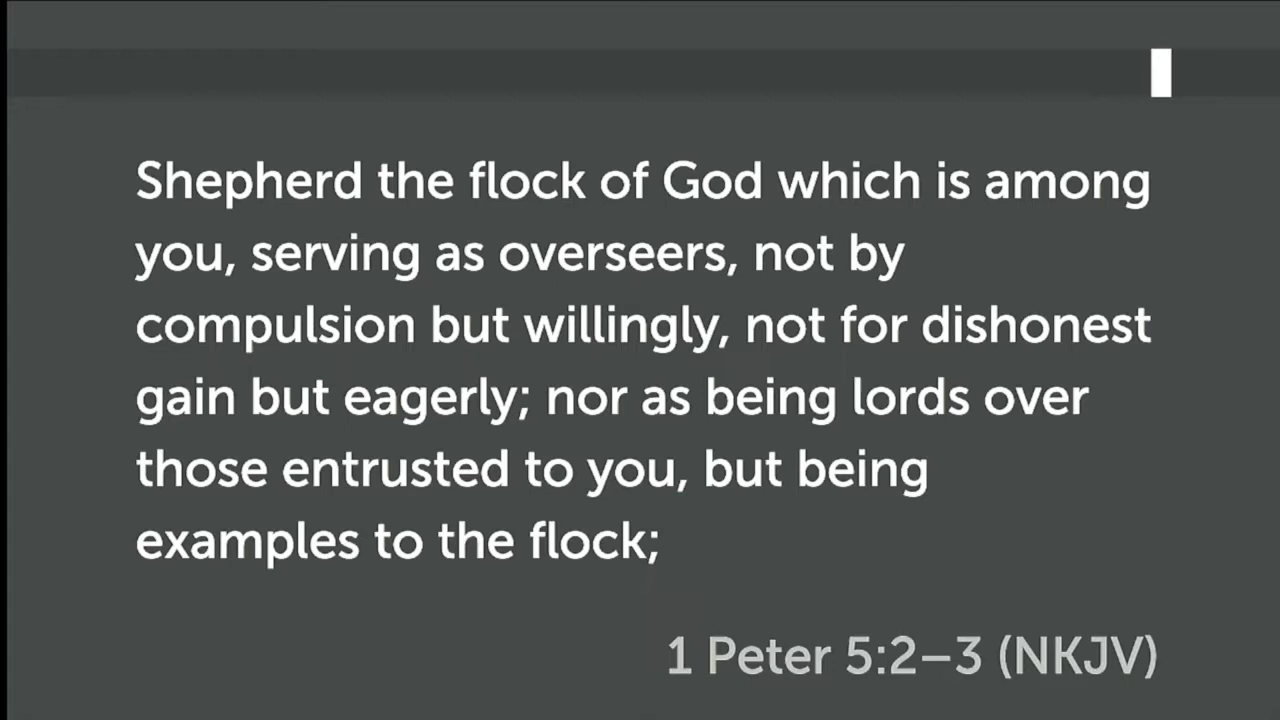 Shepherd the flock of God which is among
you, serving as overseers, not by
compulsion but willingly, not for dishonest
gain but eagerly; nor as being lords over
those entrusted to you, but being
examples to the flock;
1 Peter 5:2–3 (NKJV)